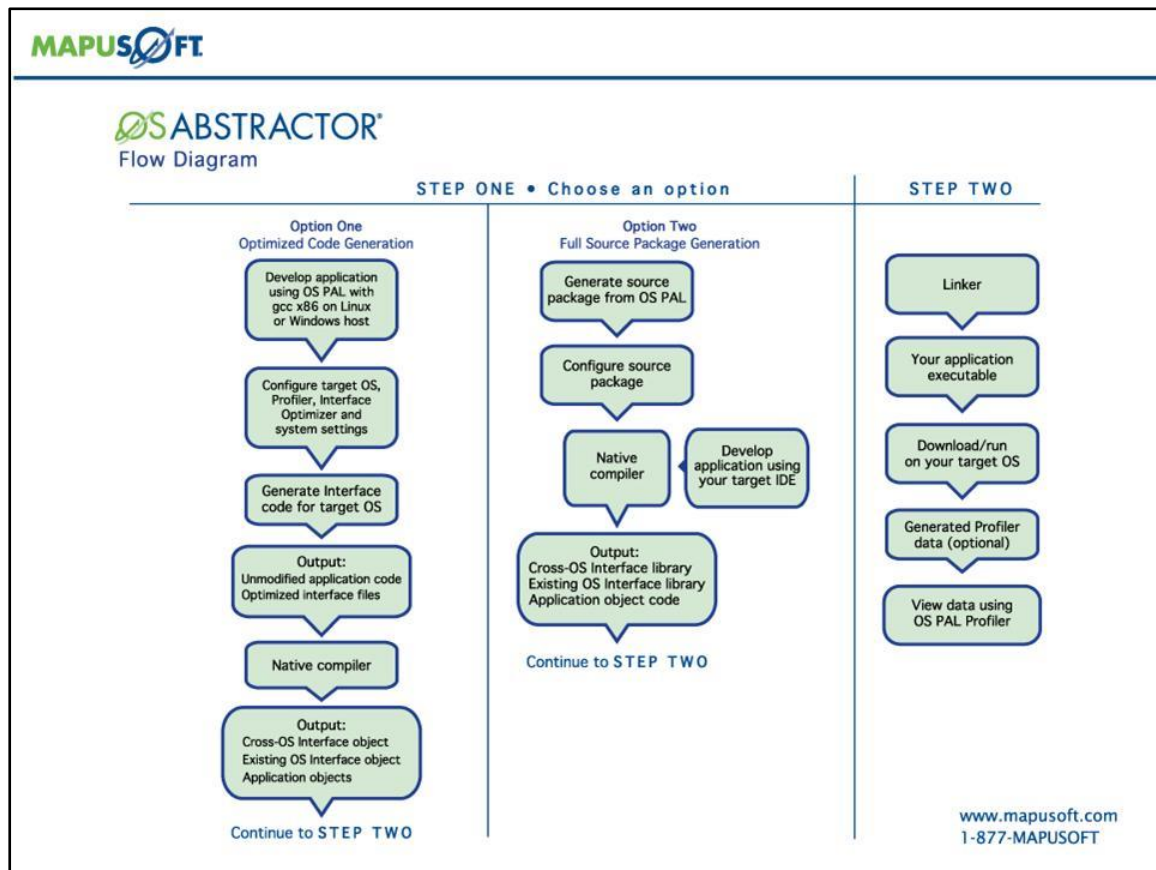 MAPUSOFT
OS ABSTRACTOR®
Flow Diagram
STEP ONE • Choose an option
STEP TWO
Option One
Optimized Code Generation
Develop application
using OS PAL with
gcc x86 on Linux
or Windows host
Configure target OS,
Profiler, Interface
Optimizer and
system settings
Generate Interface
code for target OS
Output:
Unmodified application code
Optimized interface files
Native compiler
Output:
Cross-OS Interface object
Existing OS Interface object
Application objects
Continue to STEP TWO
Option Two
Full Source Package Generation
Generate source
package from OS PAL
Configure source
package
Native
compiler
Develop
application using
your target IDE
Output:
Cross-OS Interface library
Existing OS Interface library
Application object code
Continue to STEP TWO
Linker
Your application
executable
Download/run
on your target OS
Generated Profiler
data (optional)
View data using
OS PAL Profiler
www.mapusoft.com
1-877-MAPUSOFT